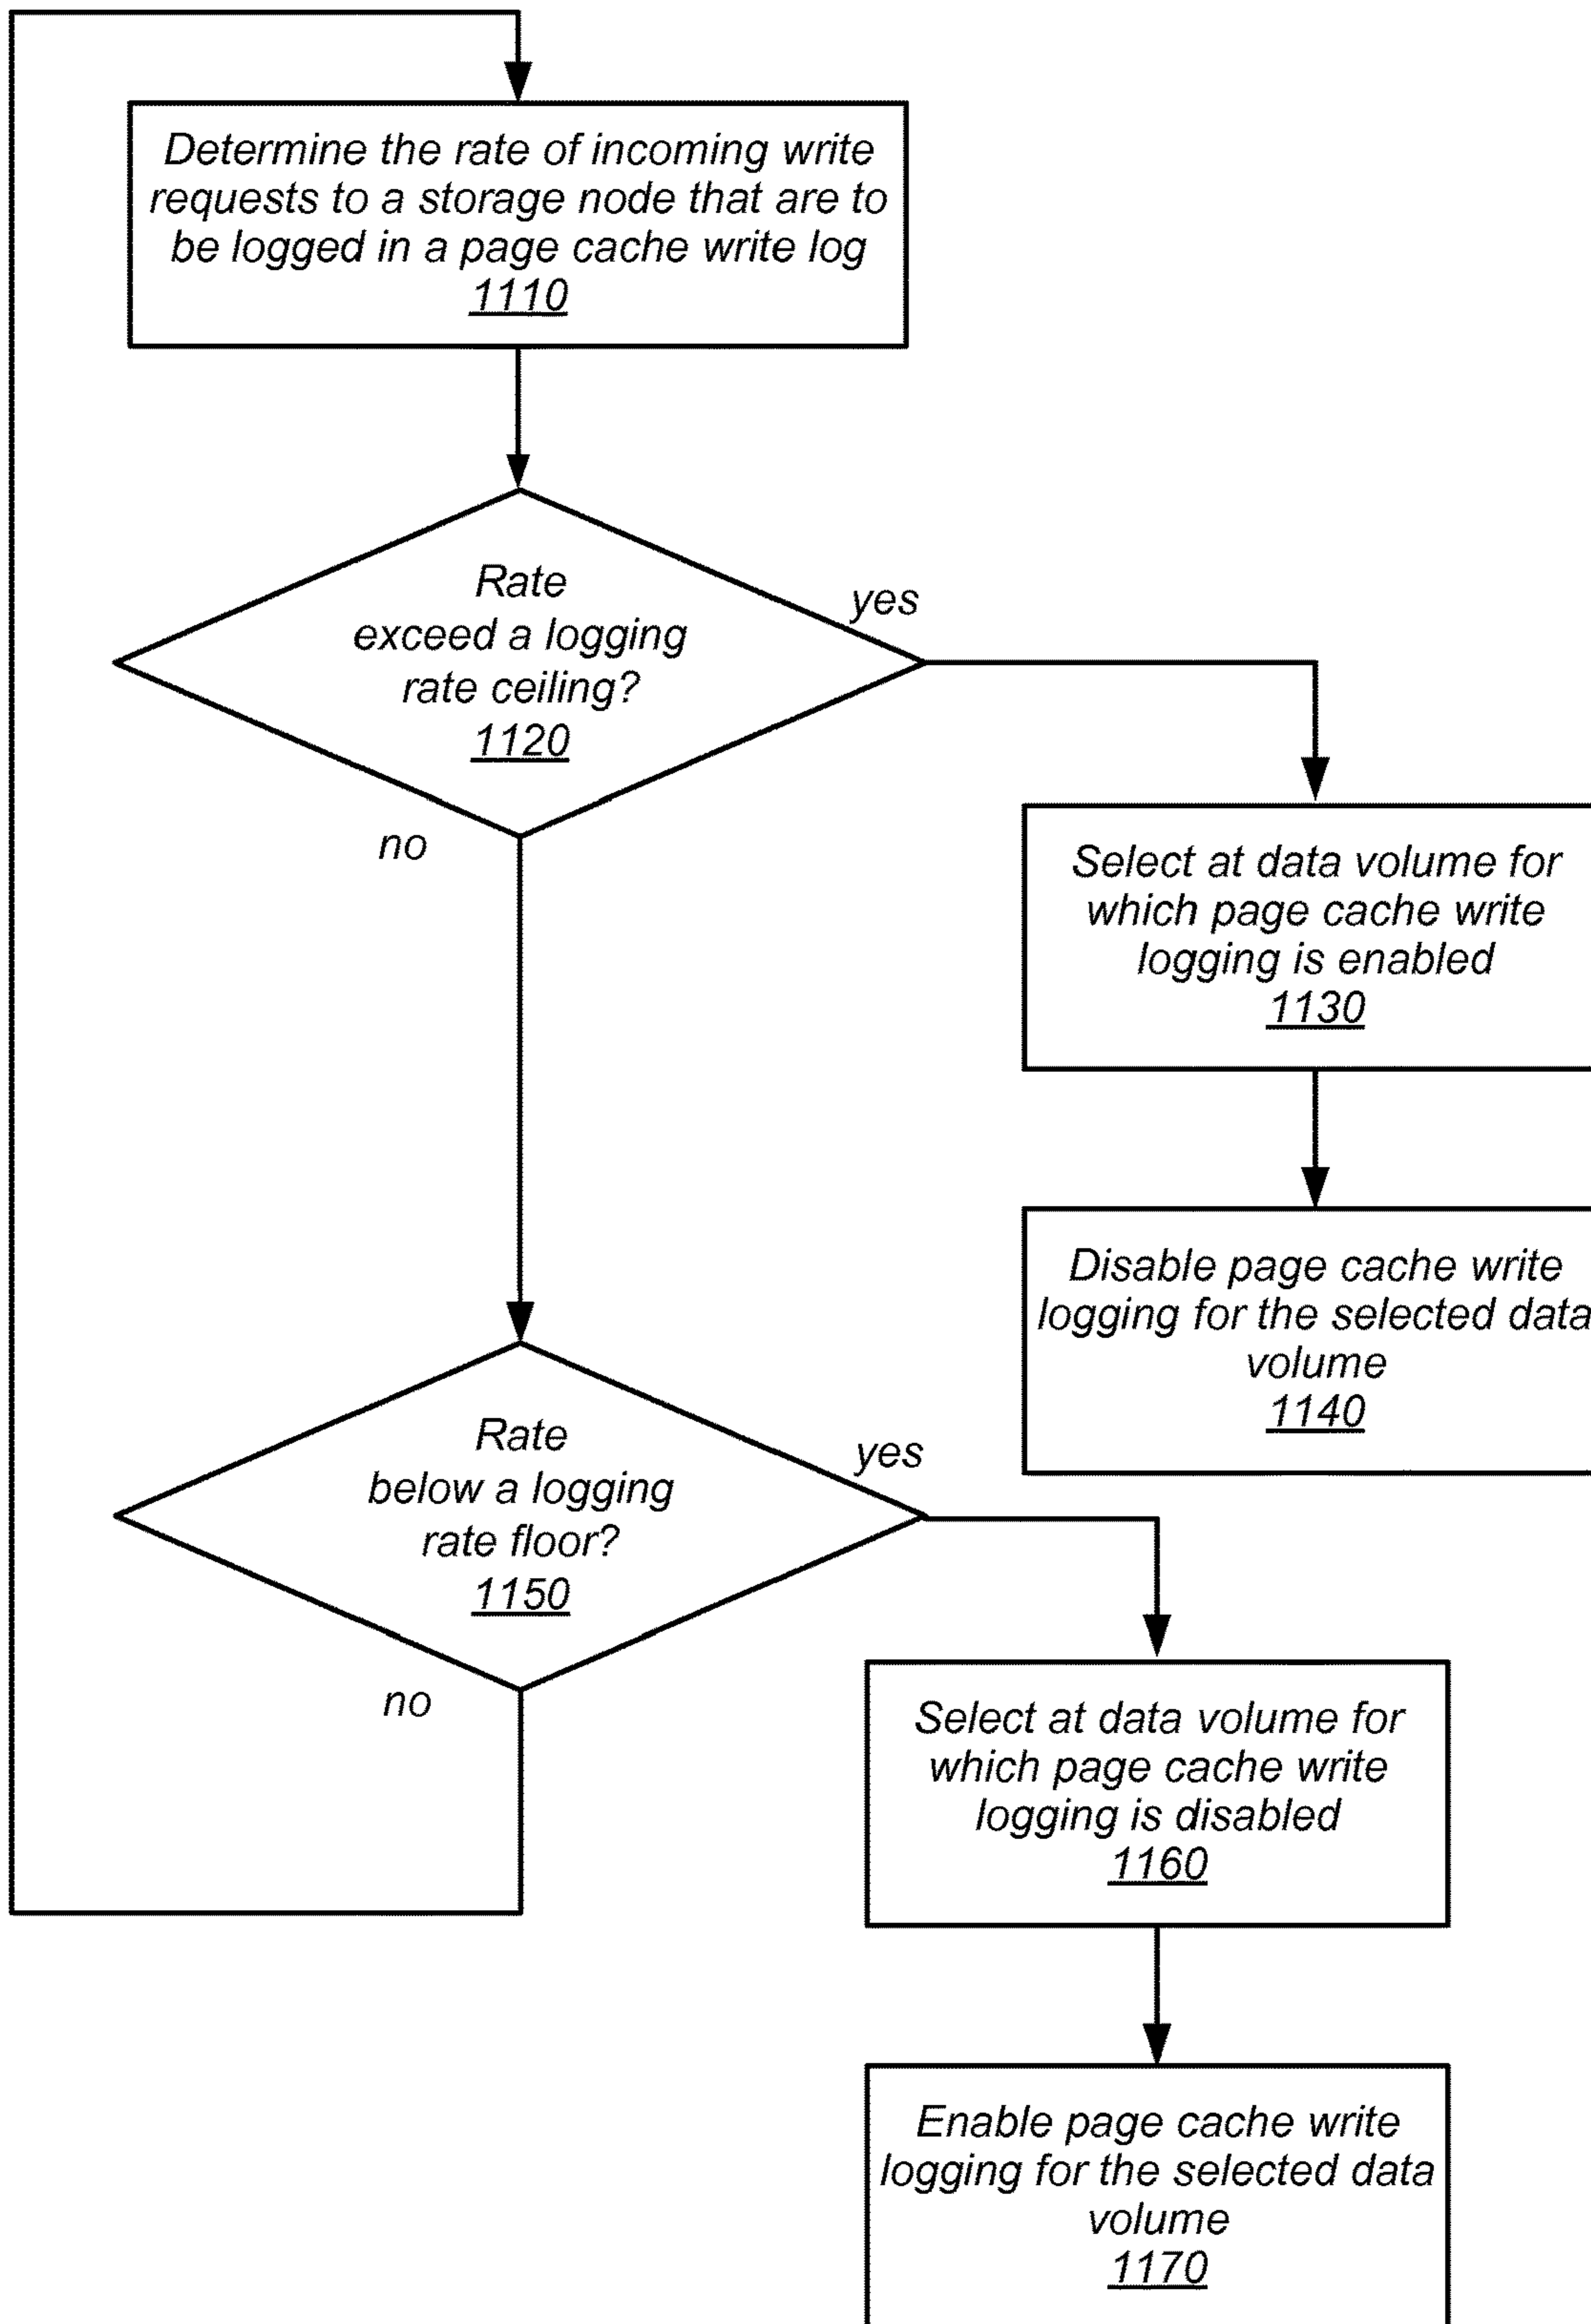 Determine the rate of incoming write
requests to a storage node that are to
be logged in a page cache write log
1110
Rate
exceed a logging
rate ceiling?
1120
yes
no
Select at data volume for
which page cache write
logging is enabled
1130
Disable page cache write
logging for the selected data
volume
1140
Rate
below a logging
rate floor?
1150
yes
no
Select at data volume for
which page cache write
logging is disabled
1160
Enable page cache write
logging for the selected data
volume
1170